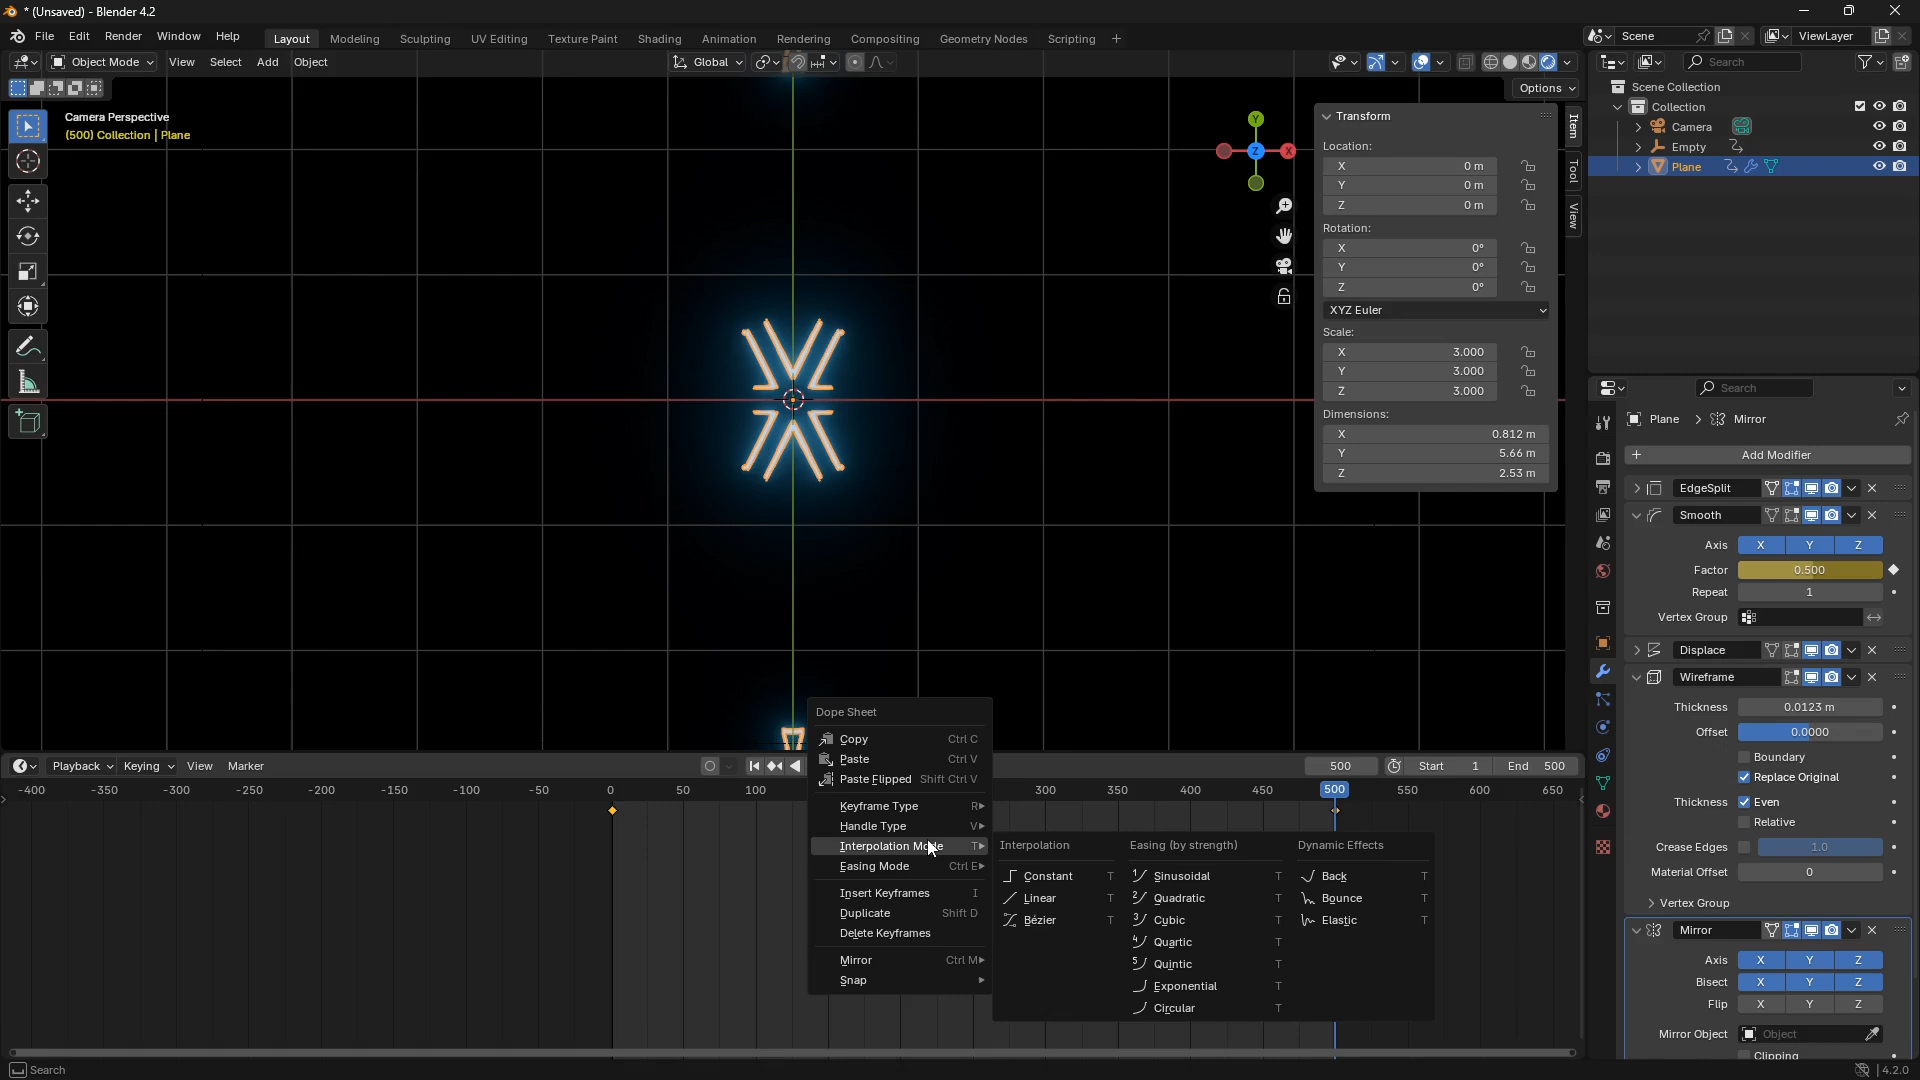 * (Unsaved) - Blender 4.2
File Edit Render Window Help Layout Modeling Sculpting UV Editing Texture Paint Shading Animation Rendering Compositing Geometry Nodes Scripting + Scene ViewLayer
Object Mode View Select Add Object Global Search
Options
Camera Perspective
(500) Collection | Plane
Y
X
Z
Transform
Location:
X 0 m
Y 0 m
Z 0 m
Rotation:
X 0°
Y 0°
Z 0°
XYZ Euler
Scale:
X 3.000
Y 3.000
Z 3.000
Dimensions:
X 0.812 m
Y 5.66 m
Z 2.53 m
Item
Tool
View
Scene Collection
Collection
Camera
Empty
Plane
Search
Plane > Mirror
+ Add Modifier
EdgeSplit
Smooth
Axis X Y Z
Factor 0.500
Repeat 1
Vertex Group
Displace
Wireframe
Thickness 0.0123 m
Offset 0.0000
Boundary
Replace Original
Thickness Even
Relative
Crease Edges 1.0
Material Offset 0
Vertex Group
Mirror
Axis X Y Z
Bisect X Y Z
Flip X Y Z
Mirror Object Object
Clipping
Playback Keying View Marker 500 Start 1 End 500
-400 -350 -300 -250 -200 -150 -100 -50 0 50 100 300 350 400 450 500 550 600 650
Dope Sheet
Copy Ctrl C
Paste Ctrl V
Paste Flipped Shift Ctrl V
Keyframe Type R
Handle Type V
Interpolation Mode T
Easing Mode Ctrl E
Insert Keyframes I
Duplicate Shift D
Delete Keyframes
Mirror Ctrl M
Snap
Interpolation
Constant T
Linear T
Bézier T
Easing (by strength)
Sinusoidal T
Quadratic T
Cubic T
Quartic T
Quintic T
Exponential T
Circular T
Dynamic Effects
Back T
Bounce T
Elastic T
Search
4.2.0